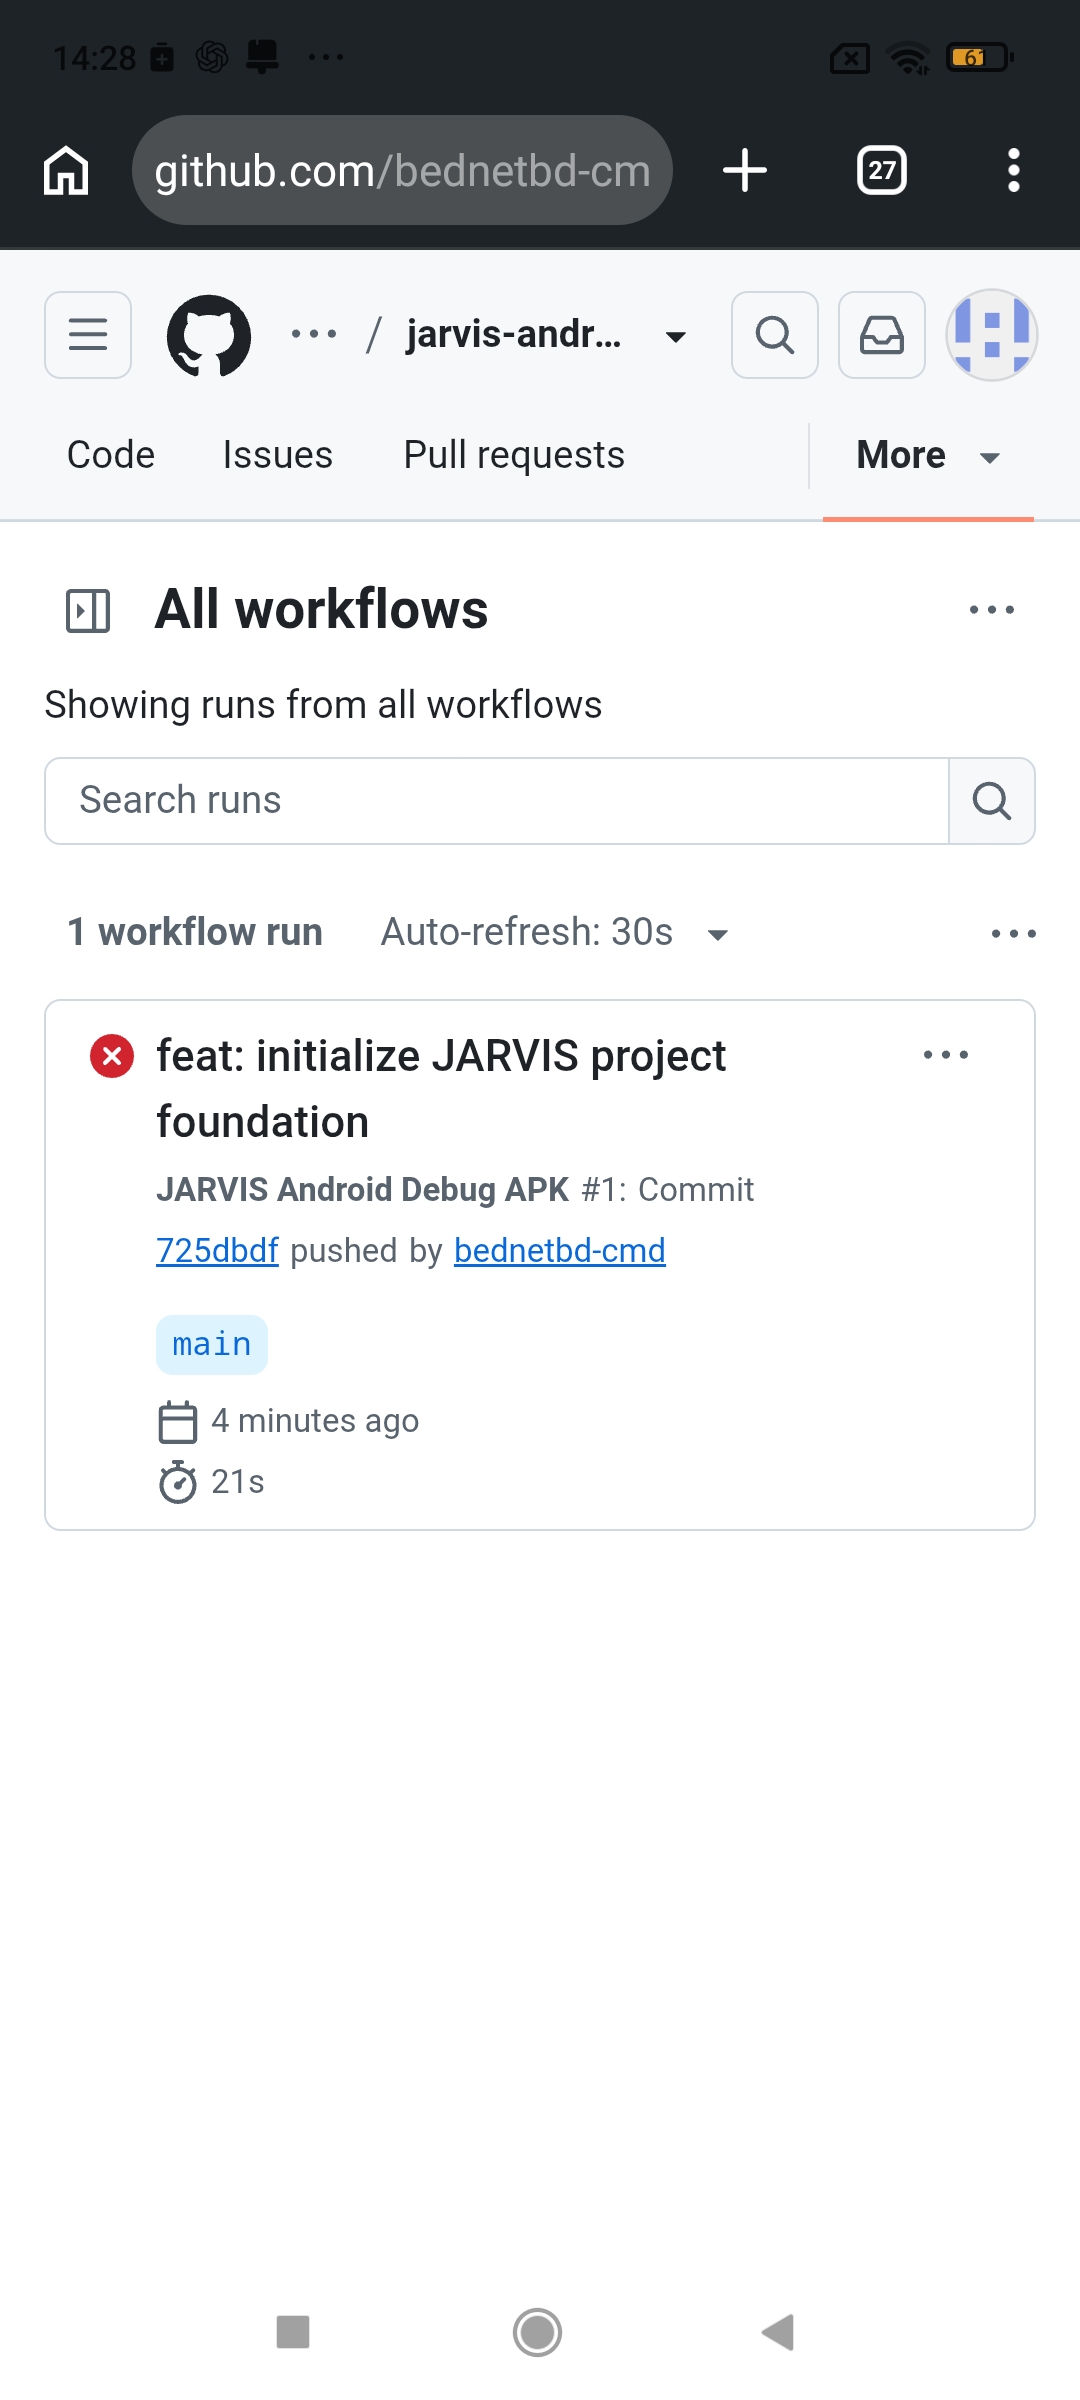 14:28
61
github.com/bednetbd-cm
27
/ jarvis-andr...
Code Issues Pull requests More
All workflows
Showing runs from all workflows
Search runs
1 workflow run Auto-refresh: 30s
feat: initialize JARVIS project
foundation
JARVIS Android Debug APK #1: Commit
725dbdf pushed by bednetbd-cmd
main
4 minutes ago
21s